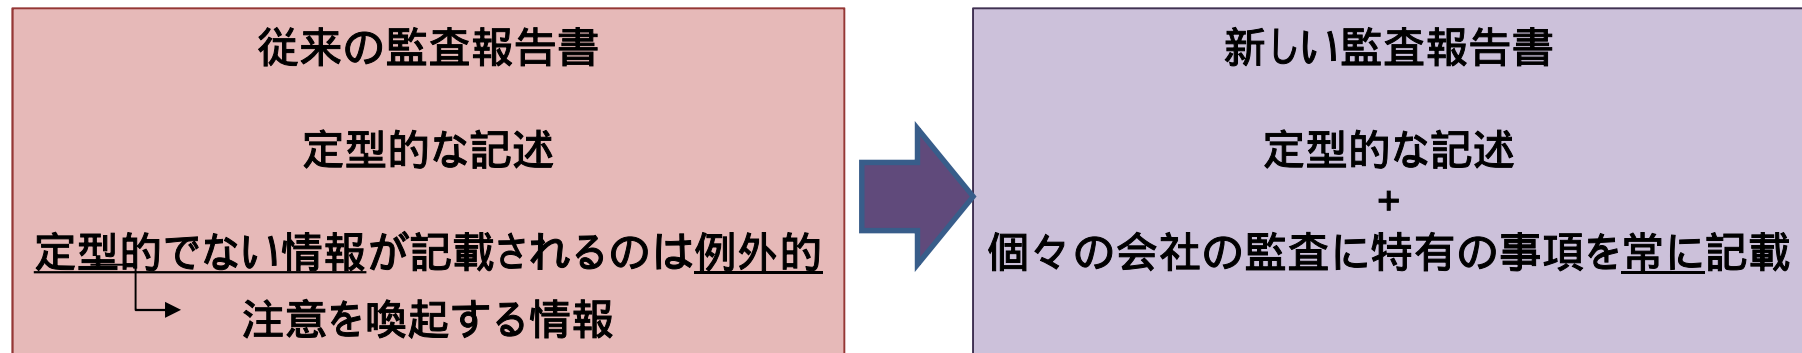 従来の監査報告書
定型的な記述
定型的でない情報が記載されるのは例外的
注意を喚起する情報
新しい監査報告書
定型的な記述
+
個々の会社の監査に特有の事項を常に記載